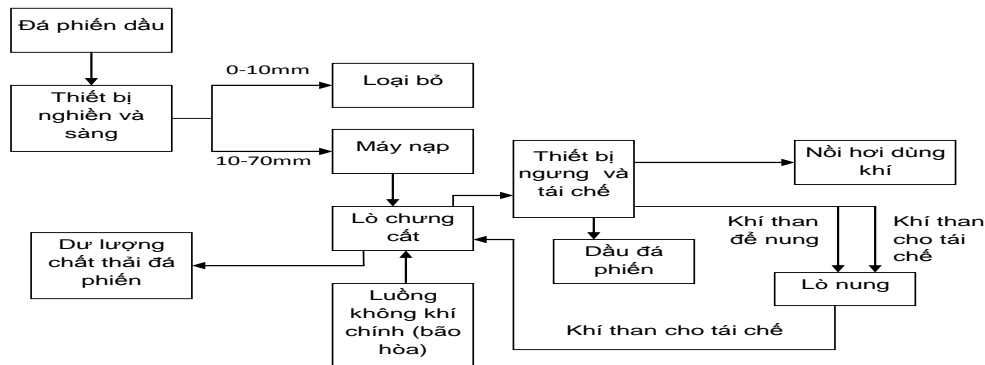 Đá phiến dầu
Thiết bị
nghiền và
sàng
0-10mm
Loại bỏ
10-70mm
Máy nạp
Thiết bị
ngưng và
tái chế
Nồi hơi dùng
khí
Lò chưng
cất
Dầu đá
phiến
Khí than
để nung
Khí than
cho tái
chế
Dư lượng
chất thải đá
phiến
Lò nung
Luồng
không khí
chính (bão
hòa)
Khí than cho tái chế